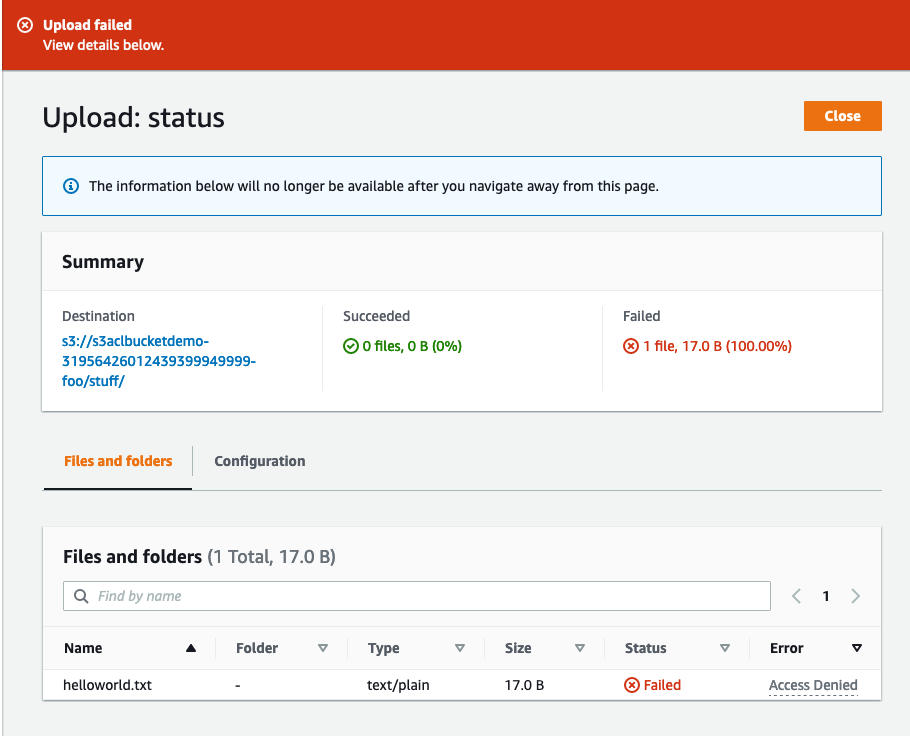 Upload failed
View details below.
Upload: status
Close
The information below will no longer be available after you navigate away from this page.
Summary
Destination
s3://s3aclbucketdemo-
31956426012439399949999-
foo/stuff/
Succeeded
0 files, 0 B (0%)
Failed
1 file, 17.0 B (100.00%)
Files and folders
Configuration
Files and folders (1 Total, 17.0 B)
Find by name
1
Name Folder Type Size Status Error
helloworld.txt - text/plain 17.0 B Failed Access Denied